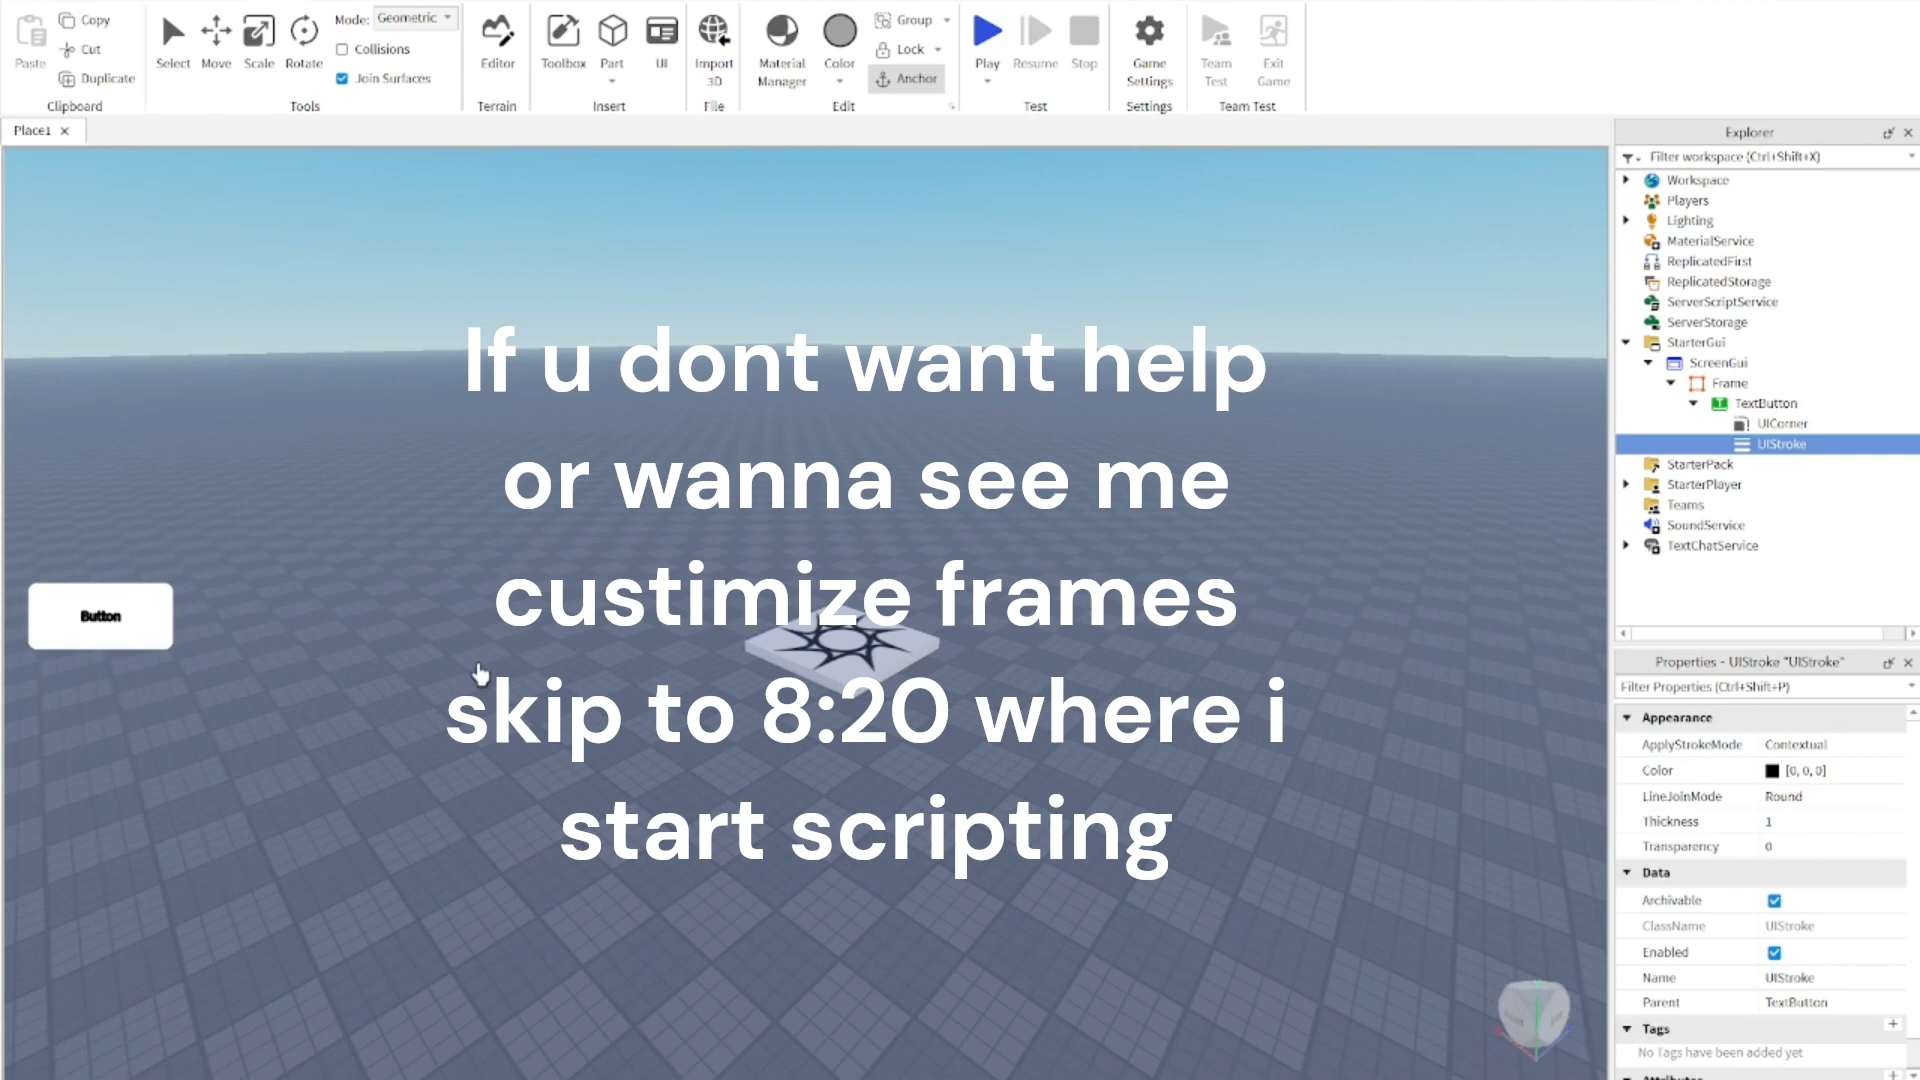 Copy
Paste
Cut
Duplicate
Clipboard
Select
Move
Scale
Rotate
Mode: Geometric
Collisions
Join Surfaces
Tools
Editor
Terrain
Toolbox
Part
UI
Insert
Import
3D
File
Material
Manager
Color
Group
Lock
Anchor
Edit
Play
Resume
Stop
Test
Game
Settings
Settings
Team
Test
Exit
Game
Team Test
Place1
If u dont want help
or wanna see me
custimize frames
skip to 8:20 where i
start scripting
Button
Explorer
Filter workspace (Ctrl+Shift+X)
Workspace
Players
Lighting
MaterialService
ReplicatedFirst
ReplicatedStorage
ServerScriptService
ServerStorage
StarterGui
ScreenGui
Frame
TextButton
UICorner
UIStroke
StarterPack
StarterPlayer
Teams
SoundService
TextChatService
Properties - UIStroke "UIStroke"
Filter Properties (Ctrl+Shift+P)
Appearance
ApplyStrokeMode Contextual
Color [0, 0, 0]
LineJoinMode Round
Thickness 1
Transparency 0
Data
Archivable
ClassName UIStroke
Enabled
Name UIStroke
Parent TextButton
Tags
No Tags have been added yet